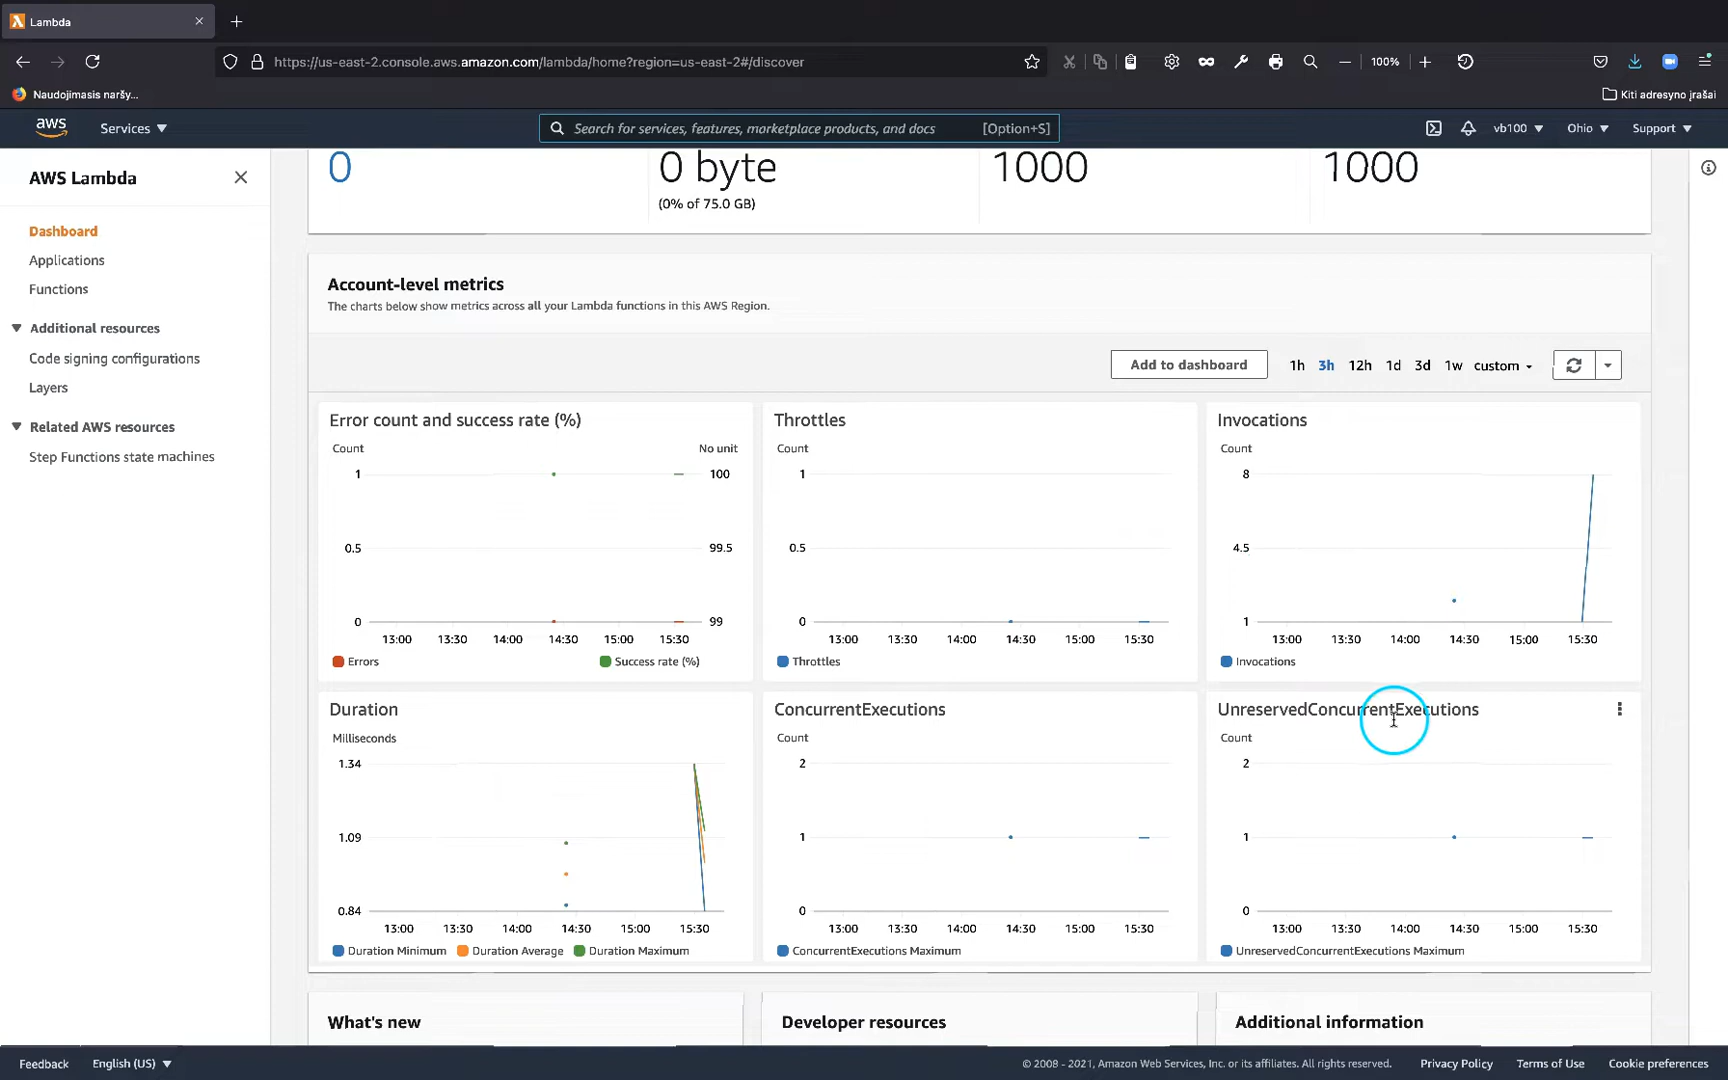 Lambda
https://us-east-2.console.aws.amazon.com/lambda/home?region=us-east-2#/discover
100%
Naudojimasis naršy...
Kiti adresyno įrašai
aws
Services
Search for services, features, marketplace products, and docs
[Option+S]
vb100
Ohio
Support
AWS Lambda
Dashboard
Applications
Functions
Additional resources
Code signing configurations
Layers
Related AWS resources
Step Functions state machines
0
0 byte
(0% of 75.0 GB)
1000
1000
Account-level metrics
The charts below show metrics across all your Lambda functions in this AWS Region.
Add to dashboard
1h 3h 12h 1d 3d 1w custom
Error count and success rate (%)
Count
No unit
1
100
0.5
99.5
0
99
13:00 13:30 14:00 14:30 15:00 15:30
Errors
Success rate (%)
Throttles
Count
1
0.5
0
13:00 13:30 14:00 14:30 15:00 15:30
Throttles
Invocations
Count
8
4.5
1
13:00 13:30 14:00 14:30 15:00 15:30
Invocations
Duration
Milliseconds
1.34
1.09
0.84
13:00 13:30 14:00 14:30 15:00 15:30
Duration Minimum
Duration Average
Duration Maximum
ConcurrentExecutions
Count
2
1
0
13:00 13:30 14:00 14:30 15:00 15:30
ConcurrentExecutions Maximum
UnreservedConcurrentExecutions
Count
2
1
0
13:00 13:30 14:00 14:30 15:00 15:30
UnreservedConcurrentExecutions Maximum
What's new
Developer resources
Additional information
Feedback
English (US)
© 2008 - 2021, Amazon Web Services, Inc. or its affiliates. All rights reserved.
Privacy Policy
Terms of Use
Cookie preferences